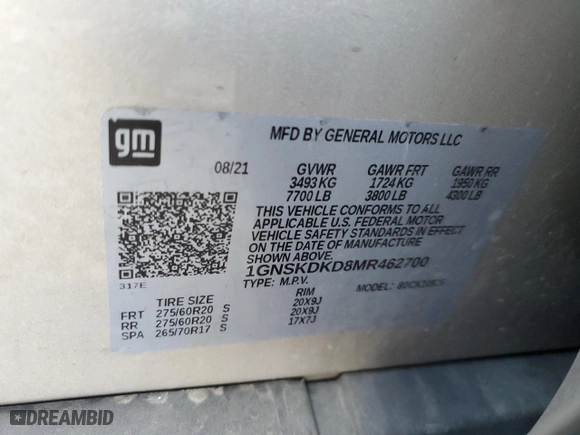 gm
MFD BY GENERAL MOTORS LLC
08/21 GVWR GAWR FRT GAWR RR
3493 KG 1724 KG 1950 KG
7700 LB 3800 LB 4300 LB
THIS VEHICLE CONFORMS TO ALL
APPLICABLE U.S. FEDERAL MOTOR
VEHICLE SAFETY STANDARDS IN EFFECT
ON THE DATE OF MANUFACTURE
SHOWN ABOVE.
1GNSKDKD8MR462700
317E
TYPE: M.P.V. MODEL:
TIRE SIZE RIM
FRT 275/60R20 S 20X9J
RR 275/60R20 S 20X9J
SPA 265/70R17 S 17X7J
DREAMBID